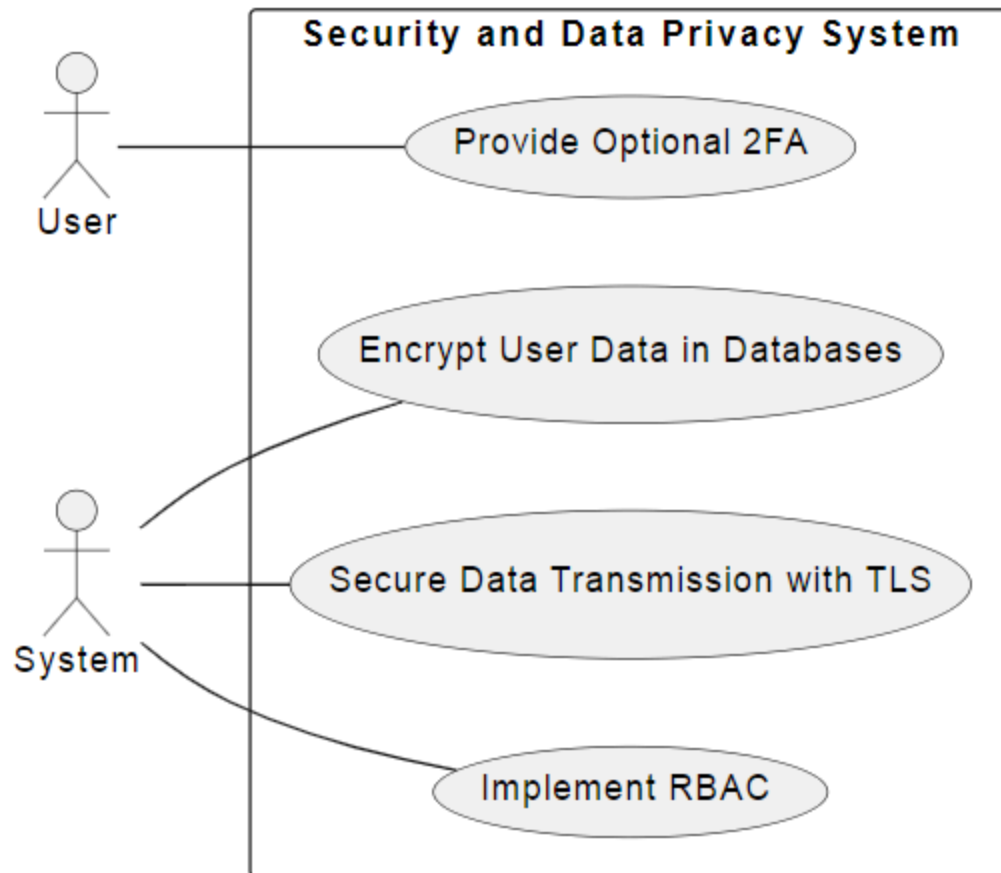 Security and Data Privacy System
Provide Optional 2FA
User
Encrypt User Data in Databases
Secure Data Transmission with TLS
System
Implement RBAC